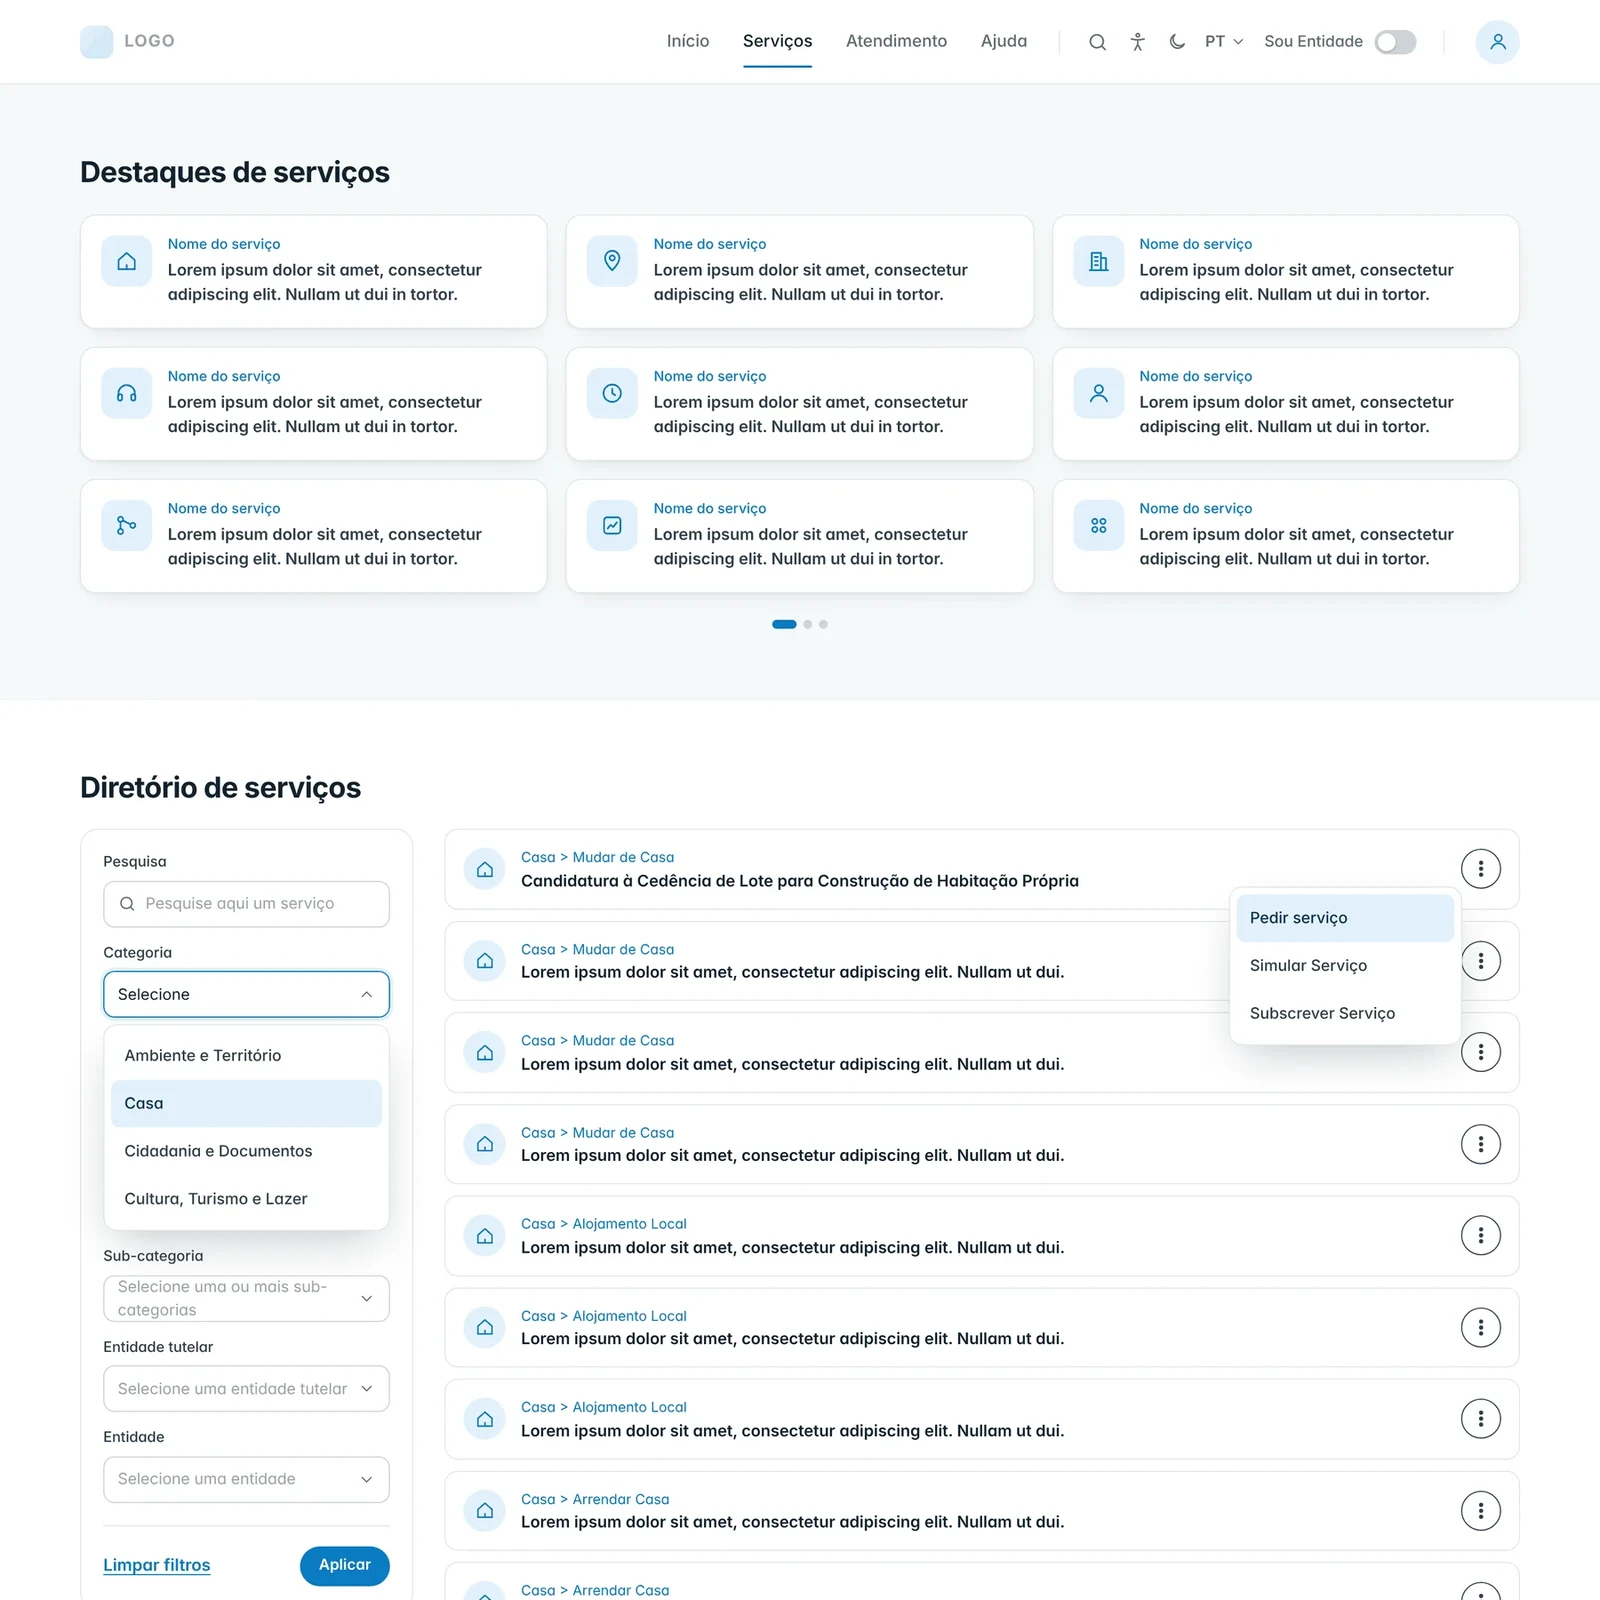 LOGO
Início
Serviços
Atendimento
Ajuda
PT
Sou Entidade
Destaques de serviços
Nome do serviço
Lorem ipsum dolor sit amet, consectetur
adipiscing elit. Nullam ut dui in tortor.
Nome do serviço
Lorem ipsum dolor sit amet, consectetur
adipiscing elit. Nullam ut dui in tortor.
Nome do serviço
Lorem ipsum dolor sit amet, consectetur
adipiscing elit. Nullam ut dui in tortor.
Nome do serviço
Lorem ipsum dolor sit amet, consectetur
adipiscing elit. Nullam ut dui in tortor.
Nome do serviço
Lorem ipsum dolor sit amet, consectetur
adipiscing elit. Nullam ut dui in tortor.
Nome do serviço
Lorem ipsum dolor sit amet, consectetur
adipiscing elit. Nullam ut dui in tortor.
Nome do serviço
Lorem ipsum dolor sit amet, consectetur
adipiscing elit. Nullam ut dui in tortor.
Nome do serviço
Lorem ipsum dolor sit amet, consectetur
adipiscing elit. Nullam ut dui in tortor.
Nome do serviço
Lorem ipsum dolor sit amet, consectetur
adipiscing elit. Nullam ut dui in tortor.
Diretório de serviços
Pesquisa
Pesquise aqui um serviço
Categoria
Selecione
Ambiente e Território
Casa
Cidadania e Documentos
Cultura, Turismo e Lazer
Sub-categoria
Selecione uma ou mais sub-
categorias
Entidade tutelar
Selecione uma entidade tutelar
Entidade
Selecione uma entidade
Limpar filtros
Aplicar
Casa > Mudar de Casa
Candidatura à Cedência de Lote para Construção de Habitação Própria
Pedir serviço
Simular Serviço
Subscrever Serviço
Casa > Mudar de Casa
Lorem ipsum dolor sit amet, consectetur adipiscing elit. Nullam ut dui.
Casa > Mudar de Casa
Lorem ipsum dolor sit amet, consectetur adipiscing elit. Nullam ut dui.
Casa > Mudar de Casa
Lorem ipsum dolor sit amet, consectetur adipiscing elit. Nullam ut dui.
Casa > Alojamento Local
Lorem ipsum dolor sit amet, consectetur adipiscing elit. Nullam ut dui.
Casa > Alojamento Local
Lorem ipsum dolor sit amet, consectetur adipiscing elit. Nullam ut dui.
Casa > Alojamento Local
Lorem ipsum dolor sit amet, consectetur adipiscing elit. Nullam ut dui.
Casa > Arrendar Casa
Lorem ipsum dolor sit amet, consectetur adipiscing elit. Nullam ut dui.
Casa > Arrendar Casa